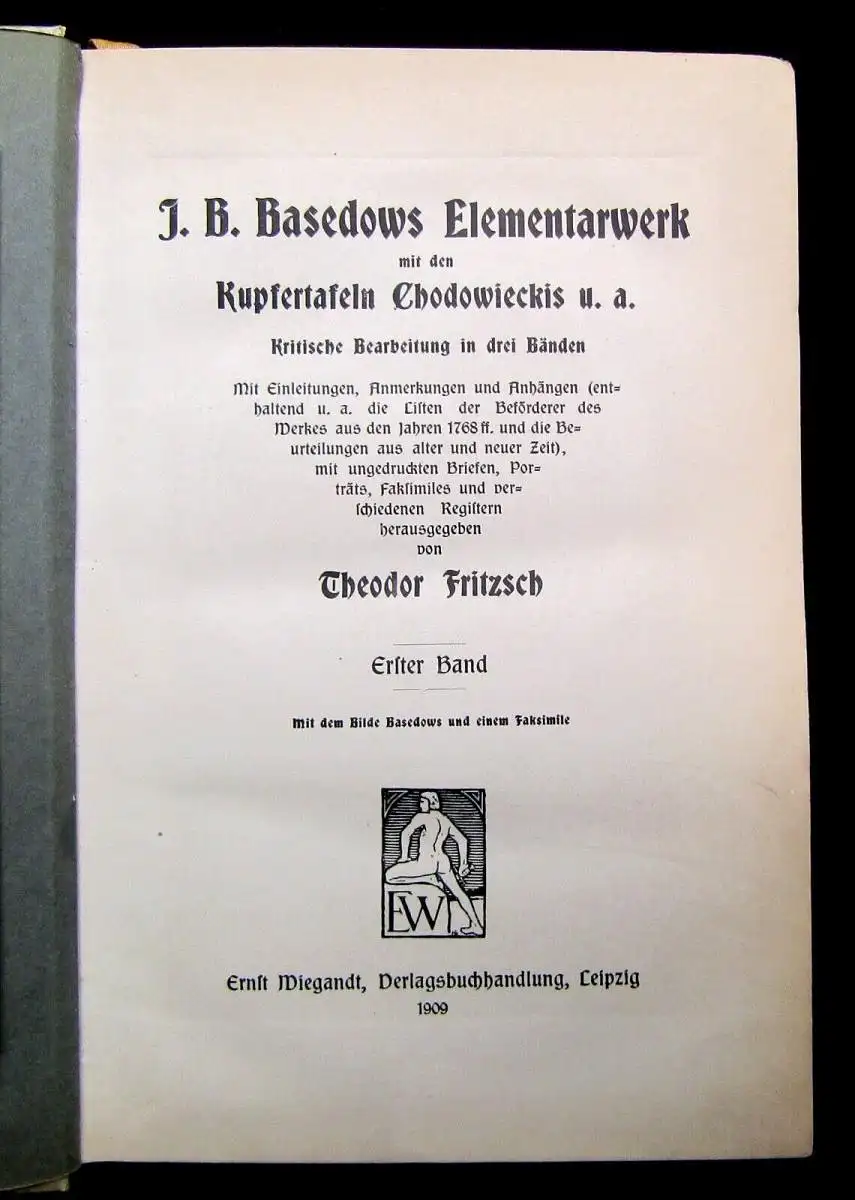 J. B. Basedows Elementarwerk
mit den
Kupfertafeln Chodowieckis u. a.
Kritische Bearbeitung in drei Bänden
Mit Einleitungen, Anmerkungen und Anhängen (ent=
haltend u. a. die Liſten der Beförderer des
Werkes aus den Jahren 1768 ff. und die Be=
urteilungen aus alter und neuer Zeit),
mit ungedruckten Briefen, Por=
träts, Fakſimiles und ver=
ſchiedenen Regiſtern
herausgegeben
von
Theodor Fritzsch
Erſter Band
Mit dem Bilde Basedows und einem Faksimile
EW
Ernſt Wiegandt, Verlagsbuchhandlung, Leipzig
1909